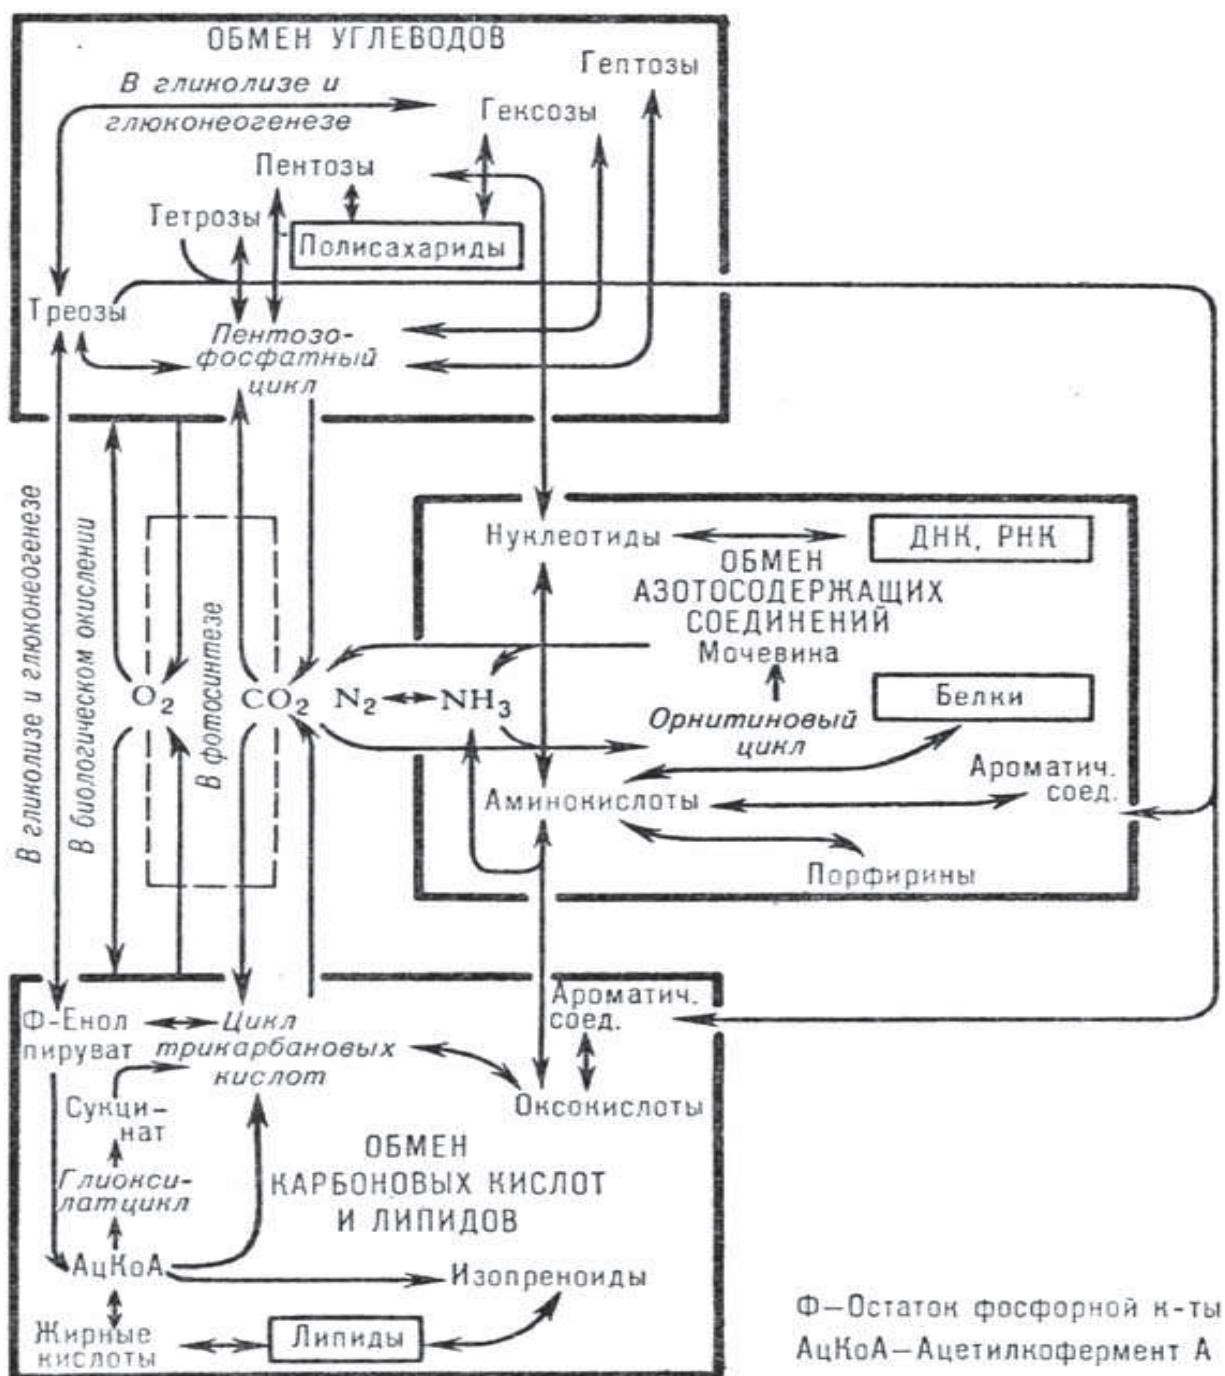 ОБМЕН УГЛЕВОДОВ
В гликолизе и
глюконеогенезе
Гептозы
Гексозы
Пентозы
Тетрозы
Полисахариды
Треозы
Пентозо-
фосфатный
цикл
В гликолизе и глюконеогенезе
В биологическом окислении
В фотосинтезе
O2
CO2
N2
NH3
Нуклеотиды
ДНК, РНК
ОБМЕН
АЗОТОСОДЕРЖАЩИХ
СОЕДИНЕНИЙ
Мочевина
Орнитиновый
цикл
Белки
Аминокислоты
Ароматич.
соед.
Порфирины
Ароматич.
соед.
Ф-Енол
пируват
Цикл
трикарбановых
кислот
Оксокислоты
Сукци-
нат
Глиокси-
латцикл
ОБМЕН
КАРБОНОВЫХ КИСЛОТ
И ЛИПИДОВ
АцКоА
Изопреноиды
Жирные
кислоты
Липиды
Ф—Остаток фосфорной к-ты
АцКоА—Ацетилкофермент А